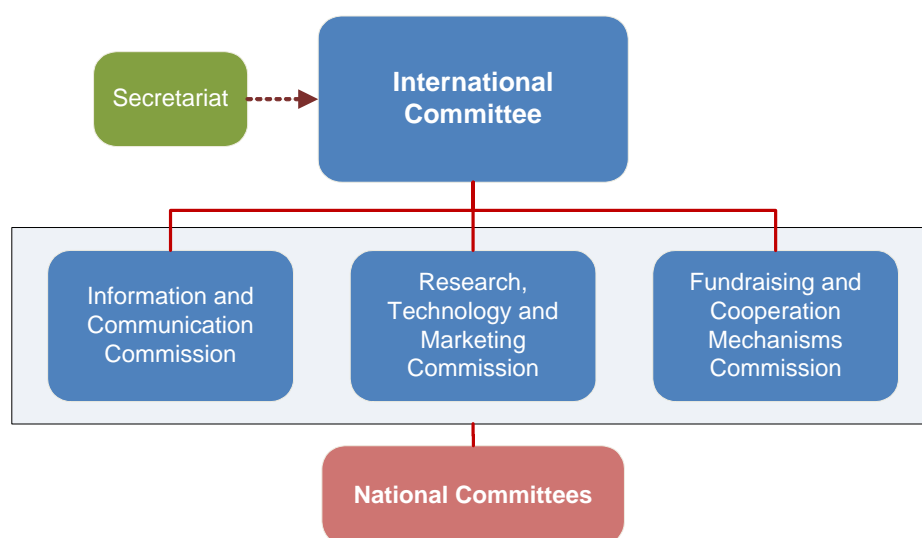 Secretariat
International
Committee
Information and
Communication
Commission
Research,
Technology and
Marketing
Commission
Fundraising and
Cooperation
Mechanisms
Commission
National Committees